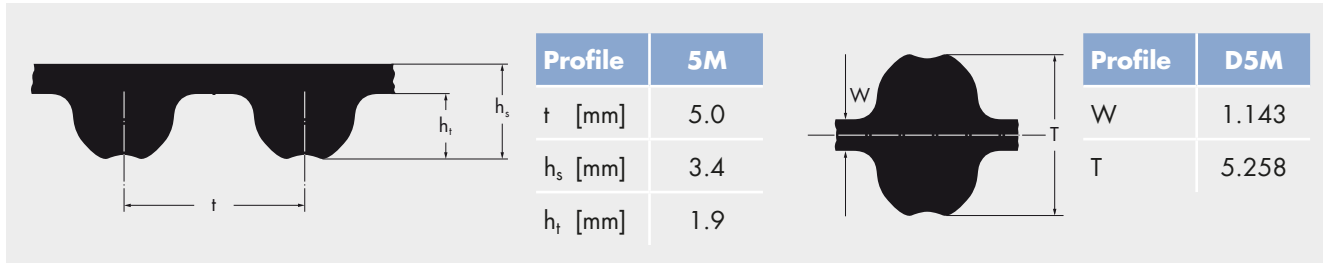 h_s
h_t
t
Profile 5M
t [mm] 5.0
h_s [mm] 3.4
h_t [mm] 1.9
W
T
Profile D5M
W 1.143
T 5.258